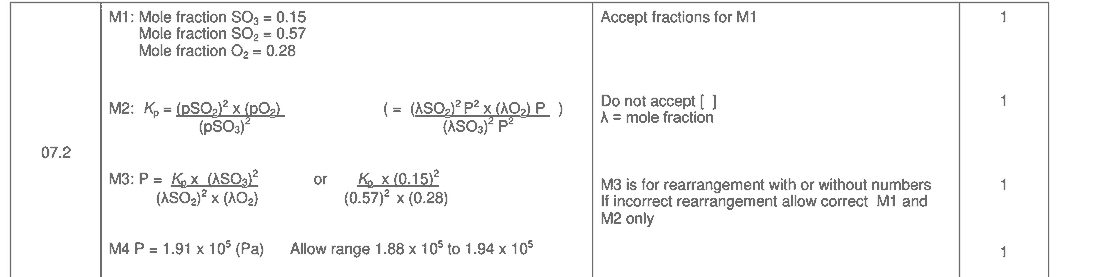 07.2
M1: Mole fraction SO₃ = 0.15
Mole fraction SO₂ = 0.57
Mole fraction O₂ = 0.28
Accept fractions for M1
1
M2: Kp = (pSO₂)² x (pO₂) / (pSO₃)² ( = (λSO₂)² P² x (λO₂) P / (λSO₃)² P² )
Do not accept [ ]
λ = mole fraction
1
M3: P = Kp x (λSO₃)² / (λSO₂)² x (λO₂) or Kp x (0.15)² / (0.57)² x (0.28)
M3 is for rearrangement with or without numbers
If incorrect rearrangement allow correct M1 and
M2 only
1
M4 P = 1.91 x 10⁵ (Pa) Allow range 1.88 x 10⁵ to 1.94 x 10⁵
1